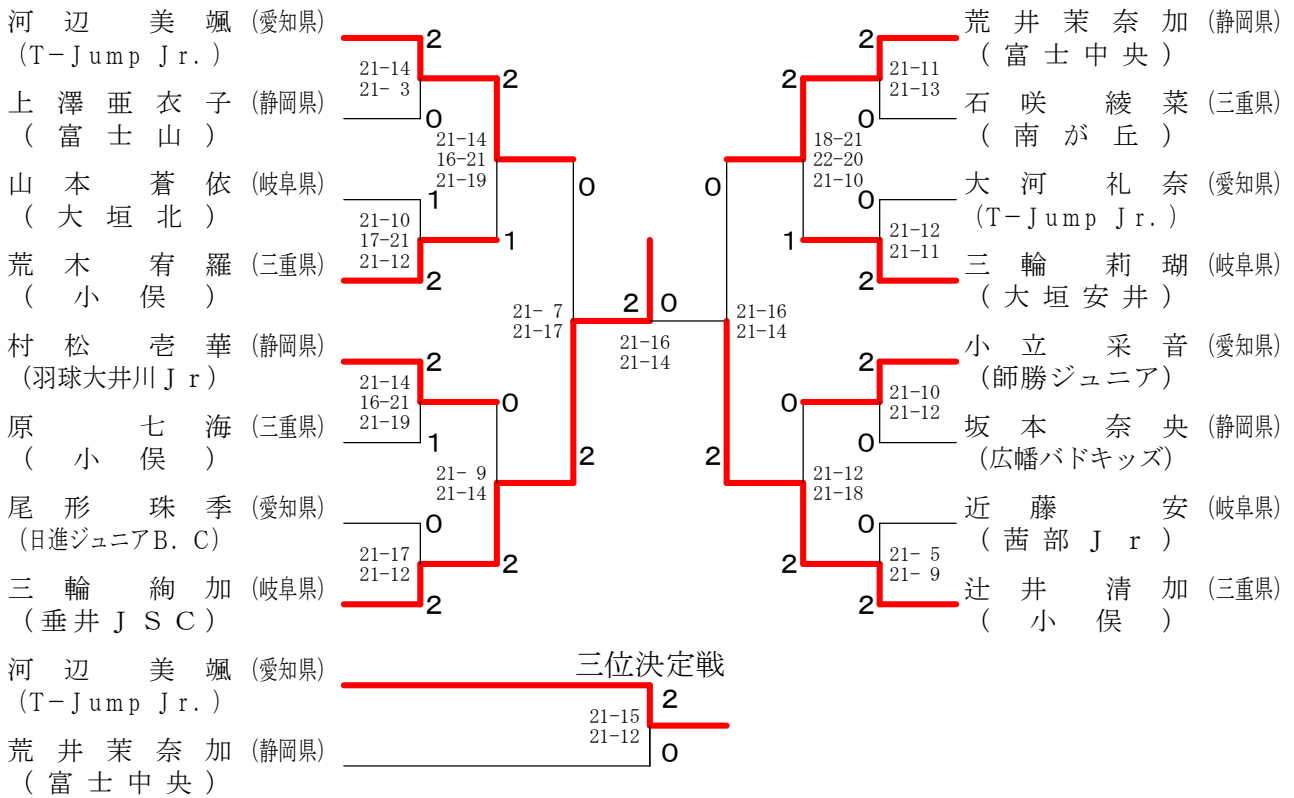 河辺 美颯 (愛知県)
(T-Jump Jr.)
2
21-14
21- 3
上澤亜衣子 (静岡県)
(富士山)
0
2
21-14
16-21
21-19
山本 蒼依 (岐阜県)
(大垣北)
1
21-10
17-21
21-12
荒木 宥羅 (三重県)
(小俣)
2
1
0
21- 7
21-17
村松 壱華 (静岡県)
(羽球大井川Jr)
2
21-14
16-21
21-19
原 七海 (三重県)
(小俣)
1
0
21- 9
21-14
尾形 珠季 (愛知県)
(日進ジュニアB.C)
0
21-17
21-12
三輪 絢加 (岐阜県)
(垂井JSC)
2
2
2
2
0
21-16
21-14
荒井茉奈加 (静岡県)
(富士中央)
2
21-11
21-13
石咲 綾菜 (三重県)
(南が丘)
0
2
18-21
22-20
21-10
大河 礼奈 (愛知県)
(T-Jump Jr.)
0
21-12
21-11
三輪 莉瑚 (岐阜県)
(大垣安井)
2
1
0
21-16
21-14
小立 采音 (愛知県)
(師勝ジュニア)
2
21-10
21-12
坂本 奈央 (静岡県)
(広幡バドキッズ)
0
0
21-12
21-18
近藤 安 (岐阜県)
(茜部Jr)
0
21- 5
21- 9
辻井 清加 (三重県)
(小俣)
2
2
2
三位決定戦
河辺 美颯 (愛知県)
(T-Jump Jr.)
2
21-15
21-12
荒井茉奈加 (静岡県)
(富士中央)
0